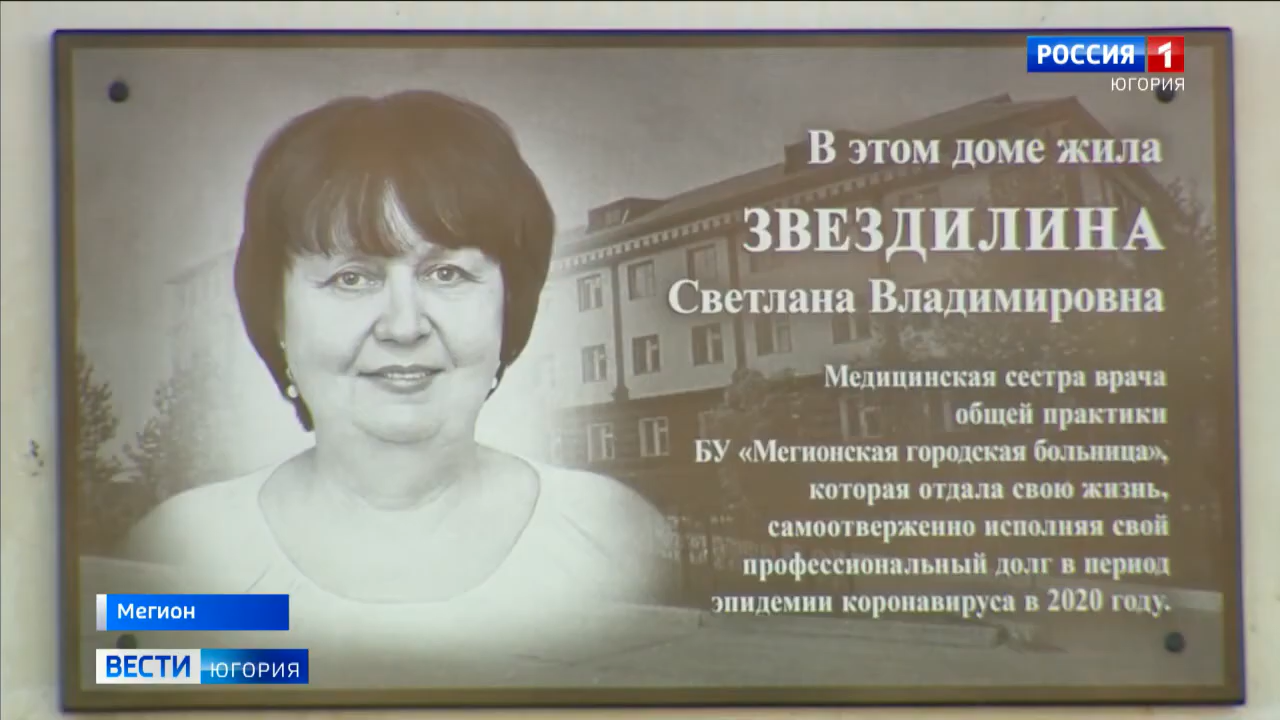 РОССИЯ 1
ЮГОРИЯ
В этом доме жила
ЗВЕЗДИЛИНА
Светлана Владимировна
Медицинская сестра врача
общей практики
БУ «Мегионская городская больница»,
которая отдала свою жизнь,
самоотверженно исполняя свой
профессиональный долг в период
эпидемии коронавируса в 2020 году.
Мегион
ВЕСТИ ЮГОРИЯ